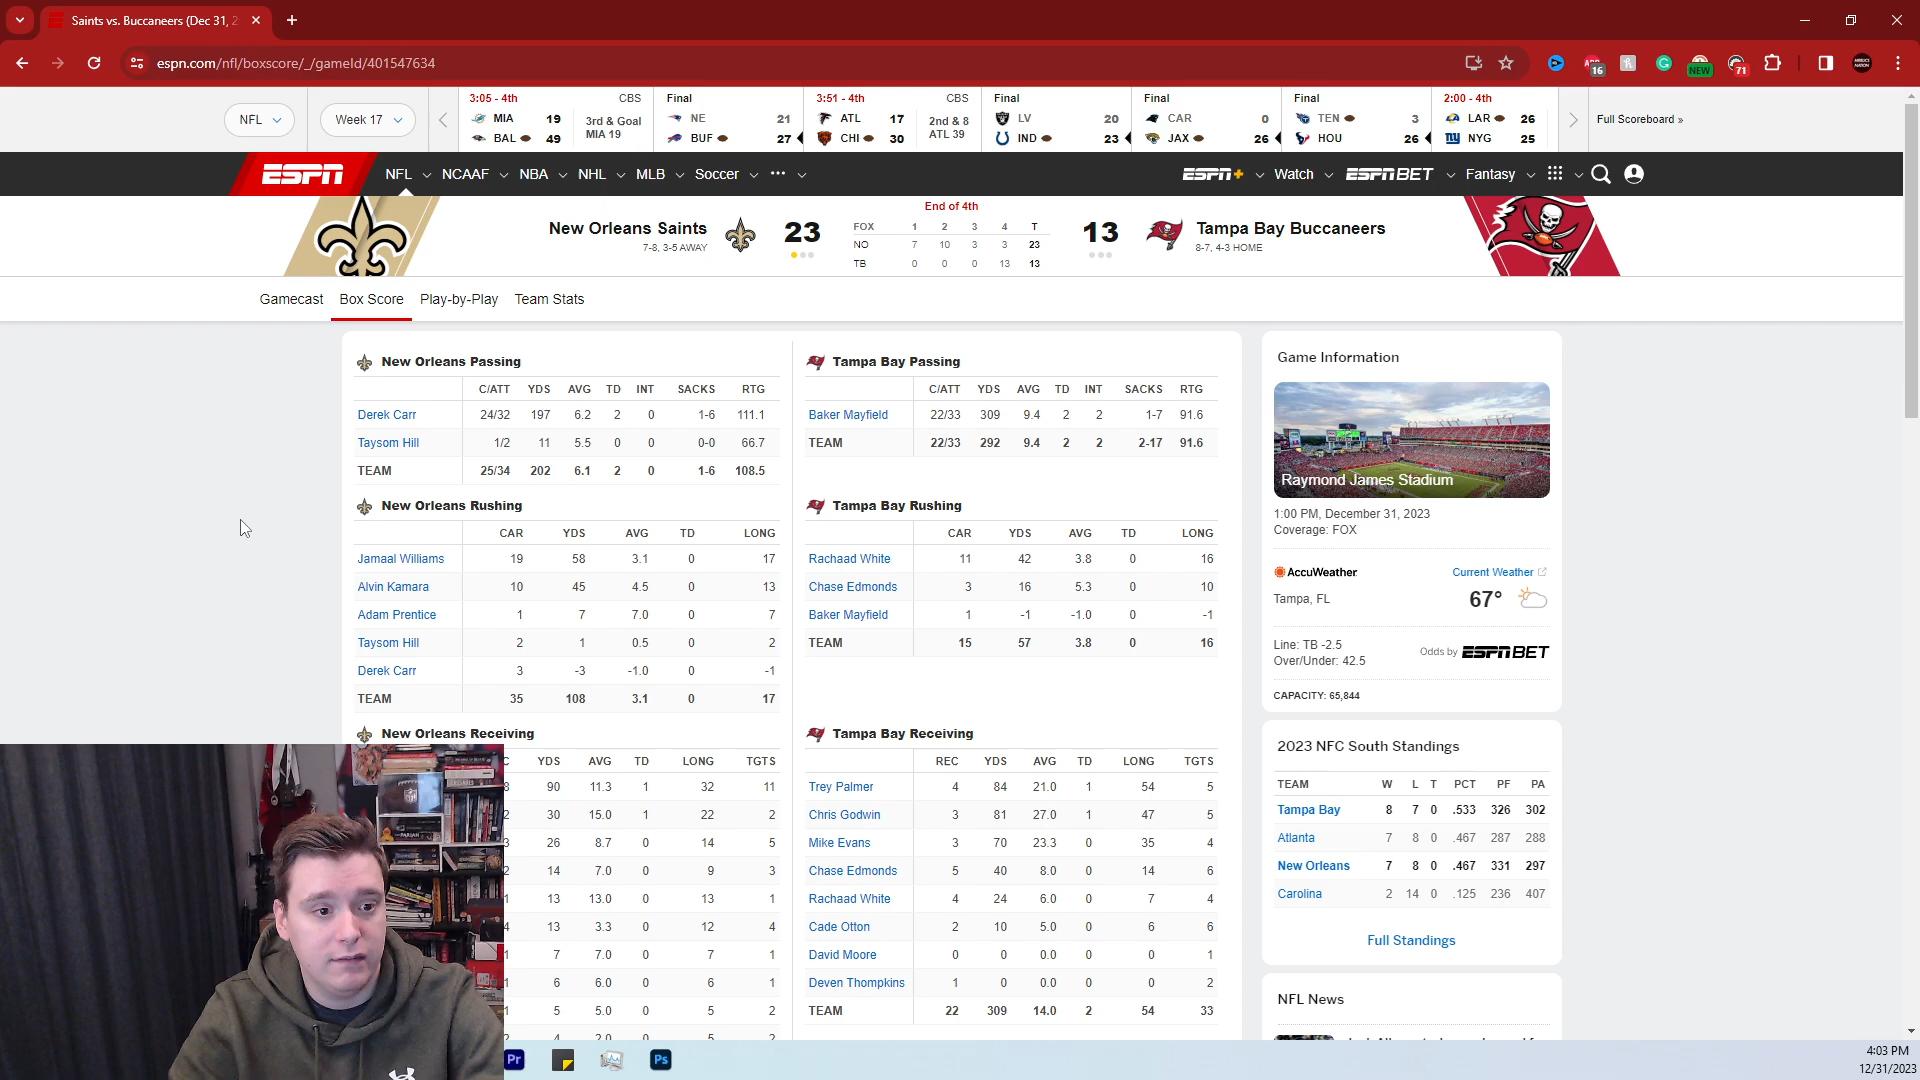 Saints vs. Buccaneers (Dec 31, 2
espn.com/nfl/boxscore/_/gameId/401547634
16
NEW
71
NFL
Week 17
3:05 - 4th CBS
MIA 19 3rd & Goal
BAL 49 MIA 19
Final
NE 21
BUF 27
3:51 - 4th CBS
ATL 17 2nd & 8
CHI 30 ATL 39
Final
LV 20
IND 23
Final
CAR 0
JAX 26
Final
TEN 3
HOU 26
2:00 - 4th
LAR 26
NYG 25
Full Scoreboard »
ESPN NFL NCAAF NBA NHL MLB Soccer ••• ESPN+ Watch ESPN BET Fantasy
End of 4th
New Orleans Saints 23
7-8, 3-5 AWAY
FOX 1 2 3 4 T
NO 7 10 3 3 23
TB 0 0 0 13 13
13 Tampa Bay Buccaneers
8-7, 4-3 HOME
Gamecast Box Score Play-by-Play Team Stats
New Orleans Passing
C/ATT YDS AVG TD INT SACKS RTG
Derek Carr 24/32 197 6.2 2 0 1-6 111.1
Taysom Hill 1/2 11 5.5 0 0 0-0 66.7
TEAM 25/34 202 6.1 2 0 1-6 108.5
Tampa Bay Passing
C/ATT YDS AVG TD INT SACKS RTG
Baker Mayfield 22/33 309 9.4 2 2 1-7 91.6
TEAM 22/33 292 9.4 2 2 2-17 91.6
New Orleans Rushing
CAR YDS AVG TD LONG
Jamaal Williams 19 58 3.1 0 17
Alvin Kamara 10 45 4.5 0 13
Adam Prentice 1 7 7.0 0 7
Taysom Hill 2 1 0.5 0 2
Derek Carr 3 -3 -1.0 0 -1
TEAM 35 108 3.1 0 17
Tampa Bay Rushing
CAR YDS AVG TD LONG
Rachaad White 11 42 3.8 0 16
Chase Edmonds 3 16 5.3 0 10
Baker Mayfield 1 -1 -1.0 0 -1
TEAM 15 57 3.8 0 16
New Orleans Receiving
YDS AVG TD LONG TGTS
8 90 11.3 1 32 11
2 30 15.0 1 22 2
3 26 8.7 0 14 5
2 14 7.0 0 9 3
1 13 13.0 0 13 1
4 13 3.3 0 12 4
1 7 7.0 0 7 1
1 6 6.0 0 6 1
1 5 5.0 0 5 2
2 4 2.0 0 5 2
Tampa Bay Receiving
REC YDS AVG TD LONG TGTS
Trey Palmer 4 84 21.0 1 54 5
Chris Godwin 3 81 27.0 1 47 5
Mike Evans 3 70 23.3 0 35 4
Chase Edmonds 5 40 8.0 0 14 6
Rachaad White 4 24 6.0 0 7 4
Cade Otton 2 10 5.0 0 6 6
David Moore 0 0 0.0 0 0 1
Deven Thompkins 1 0 0.0 0 0 2
TEAM 22 309 14.0 2 54 33
Game Information
Raymond James Stadium
1:00 PM, December 31, 2023
Coverage: FOX
AccuWeather Current Weather
Tampa, FL 67°
Line: TB -2.5
Over/Under: 42.5
Odds by ESPN BET
CAPACITY: 65,844
2023 NFC South Standings
TEAM W L T PCT PF PA
Tampa Bay 8 7 0 .533 326 302
Atlanta 7 8 0 .467 287 288
New Orleans 7 8 0 .467 331 297
Carolina 2 14 0 .125 236 407
Full Standings
NFL News
Pr
Ps
4:03 PM
12/31/2023